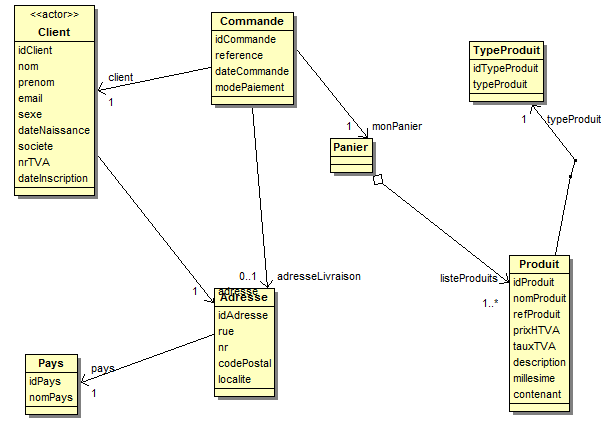 <<actor>>
Client
idClient
nom
prenom
email
sexe
dateNaissance
societe
nrTVA
dateInscription
client
1
Commande
idCommande
reference
dateCommande
modePaiement
TypeProduit
idTypeProduit
typeProduit
1
typeProduit
1
monPanier
Panier
listeProduits
1..*
Produit
idProduit
nomProduit
refProduit
prixHTVA
tauxTVA
description
millesime
contenant
0..1
adresseLivraison
1
adresse
Adresse
idAdresse
rue
nr
codePostal
localite
pays
1
Pays
idPays
nomPays